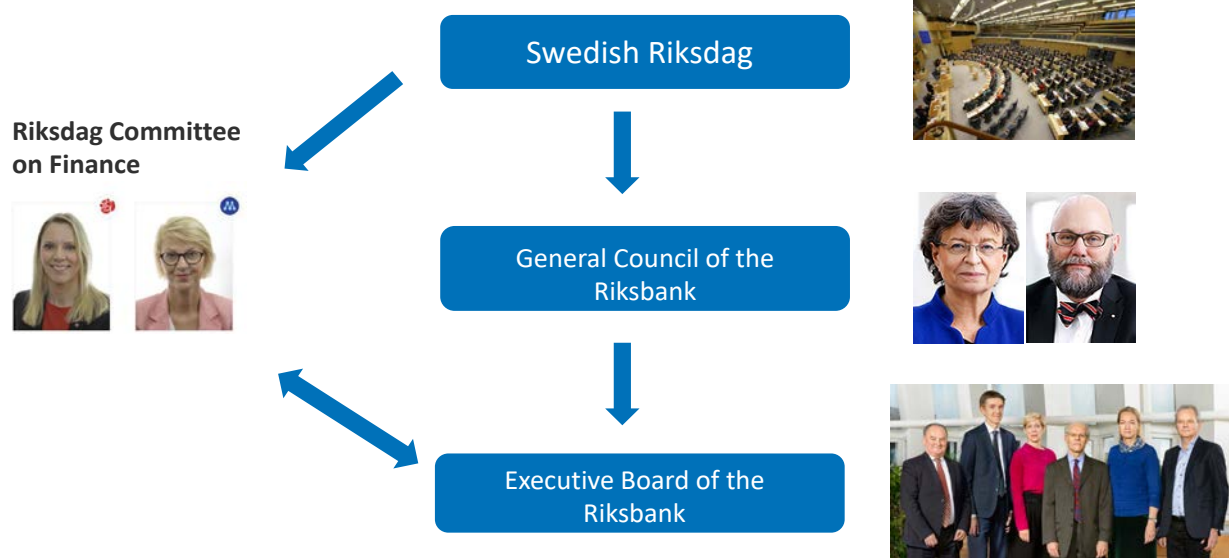 Swedish Riksdag
Riksdag Committee
on Finance
General Council of the
Riksbank
Executive Board of the
Riksbank